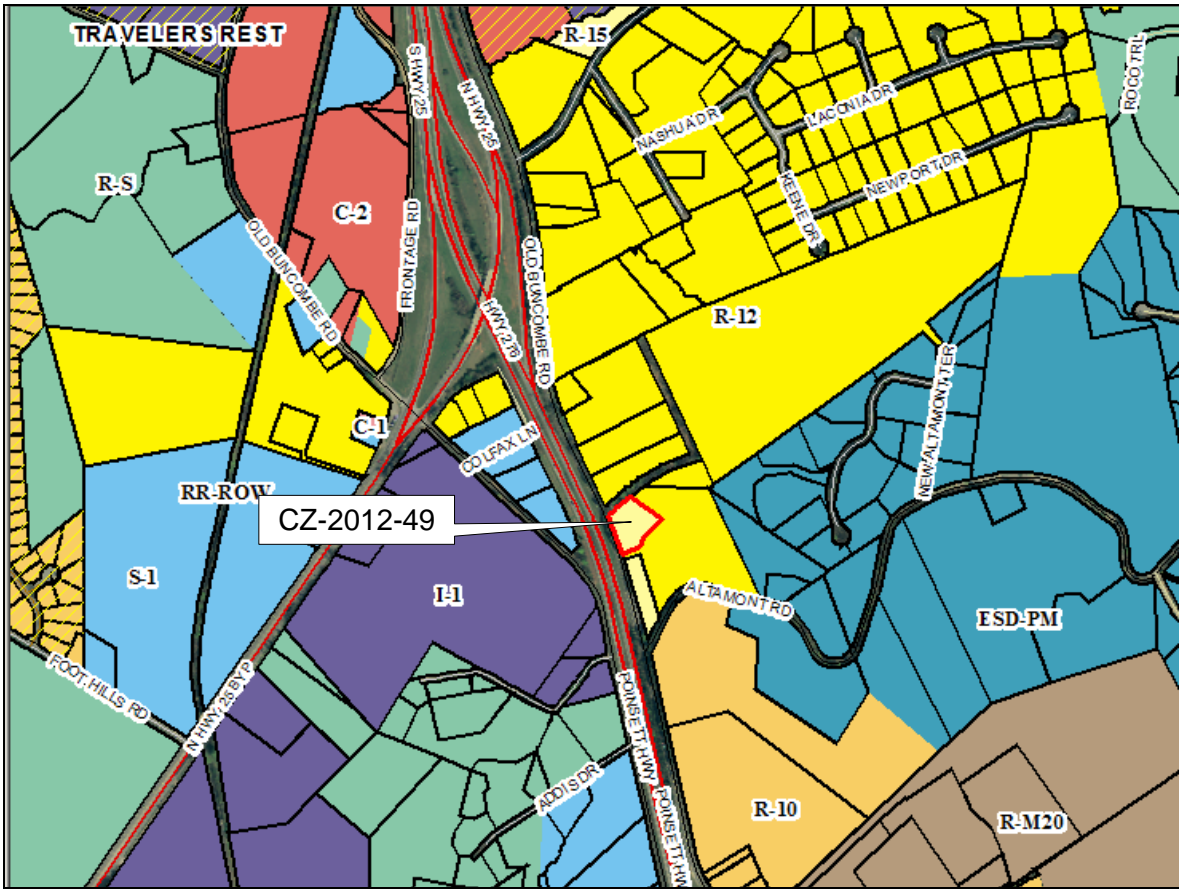 TRAVELERS REST
R-15
S HWY 25
N HWY 25
NASHUA DR
LACONIA DR
ROCO TRL
R-S
C-2
KEENE DR
NEWPORT DR
OLD BUNCOMBE RD
FRONTAGE RD
OLD BUNCOMBE RD
HWY 276
R-12
NEW ALTAMONT TER
C-1
COLFAX LN
RR-ROW
CZ-2012-49
S-1
I-1
ALTAMONT RD
ESD-PM
FOOT HILLS RD
N HWY 25 BYP
POINSETT HWY
POINSETT HW
ADDIS DR
R-10
R-M20